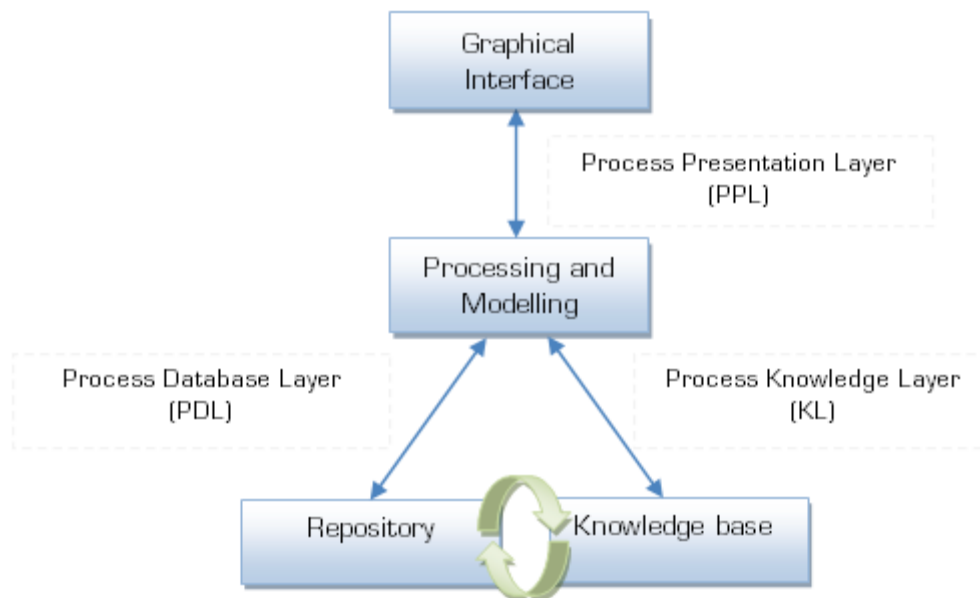 Graphical
Interface
Process Presentation Layer
(PPL)
Processing and
Modelling
Process Database Layer
(PDL)
Process Knowledge Layer
(KL)
Repository
Knowledge base